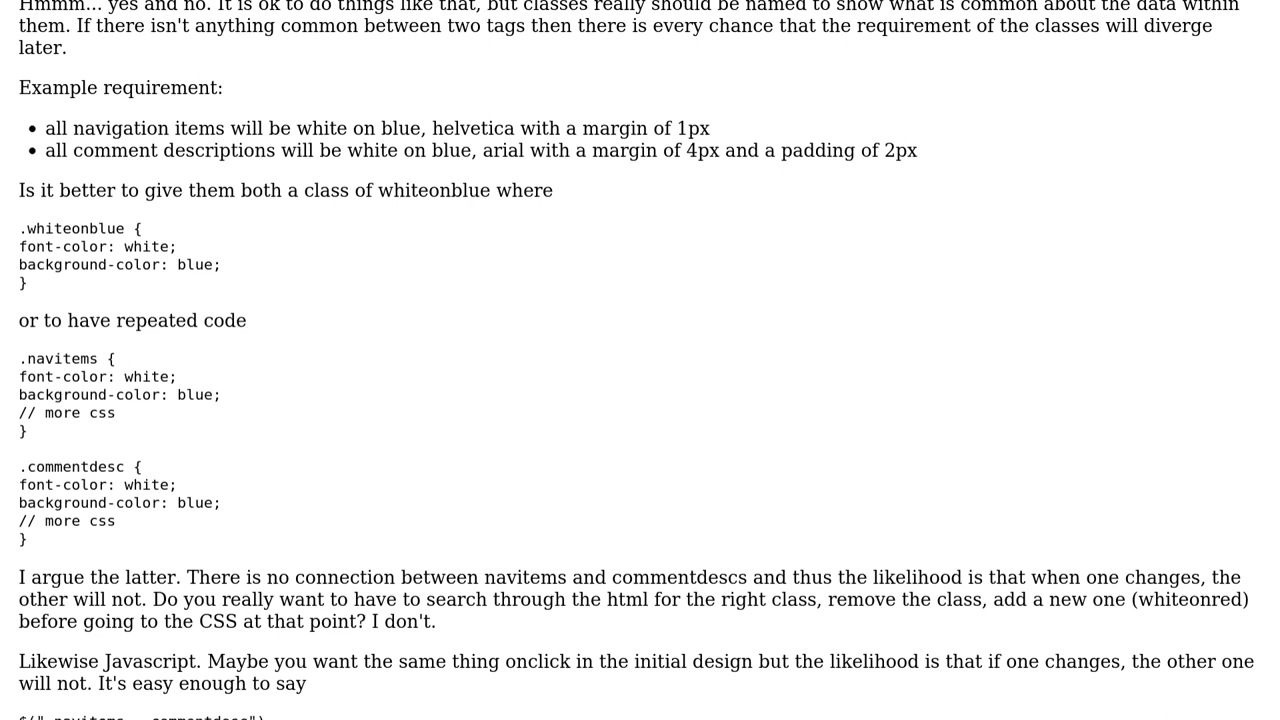 Hmmm... yes and no. It is ok to do things like that, but classes really should be named to show what is common about the data within
them. If there isn't anything common between two tags then there is every chance that the requirement of the classes will diverge
later.
Example requirement:
• all navigation items will be white on blue, helvetica with a margin of 1px
• all comment descriptions will be white on blue, arial with a margin of 4px and a padding of 2px
Is it better to give them both a class of whiteonblue where
.whiteonblue {
font-color: white;
background-color: blue;
}
or to have repeated code
.navitems {
font-color: white;
background-color: blue;
// more css
}
.commentdesc {
font-color: white;
background-color: blue;
// more css
}
I argue the latter. There is no connection between navitems and commentdescs and thus the likelihood is that when one changes, the
other will not. Do you really want to have to search through the html for the right class, remove the class, add a new one (whiteonred)
before going to the CSS at that point? I don't.
Likewise Javascript. Maybe you want the same thing onclick in the initial design but the likelihood is that if one changes, the other one
will not. It's easy enough to say